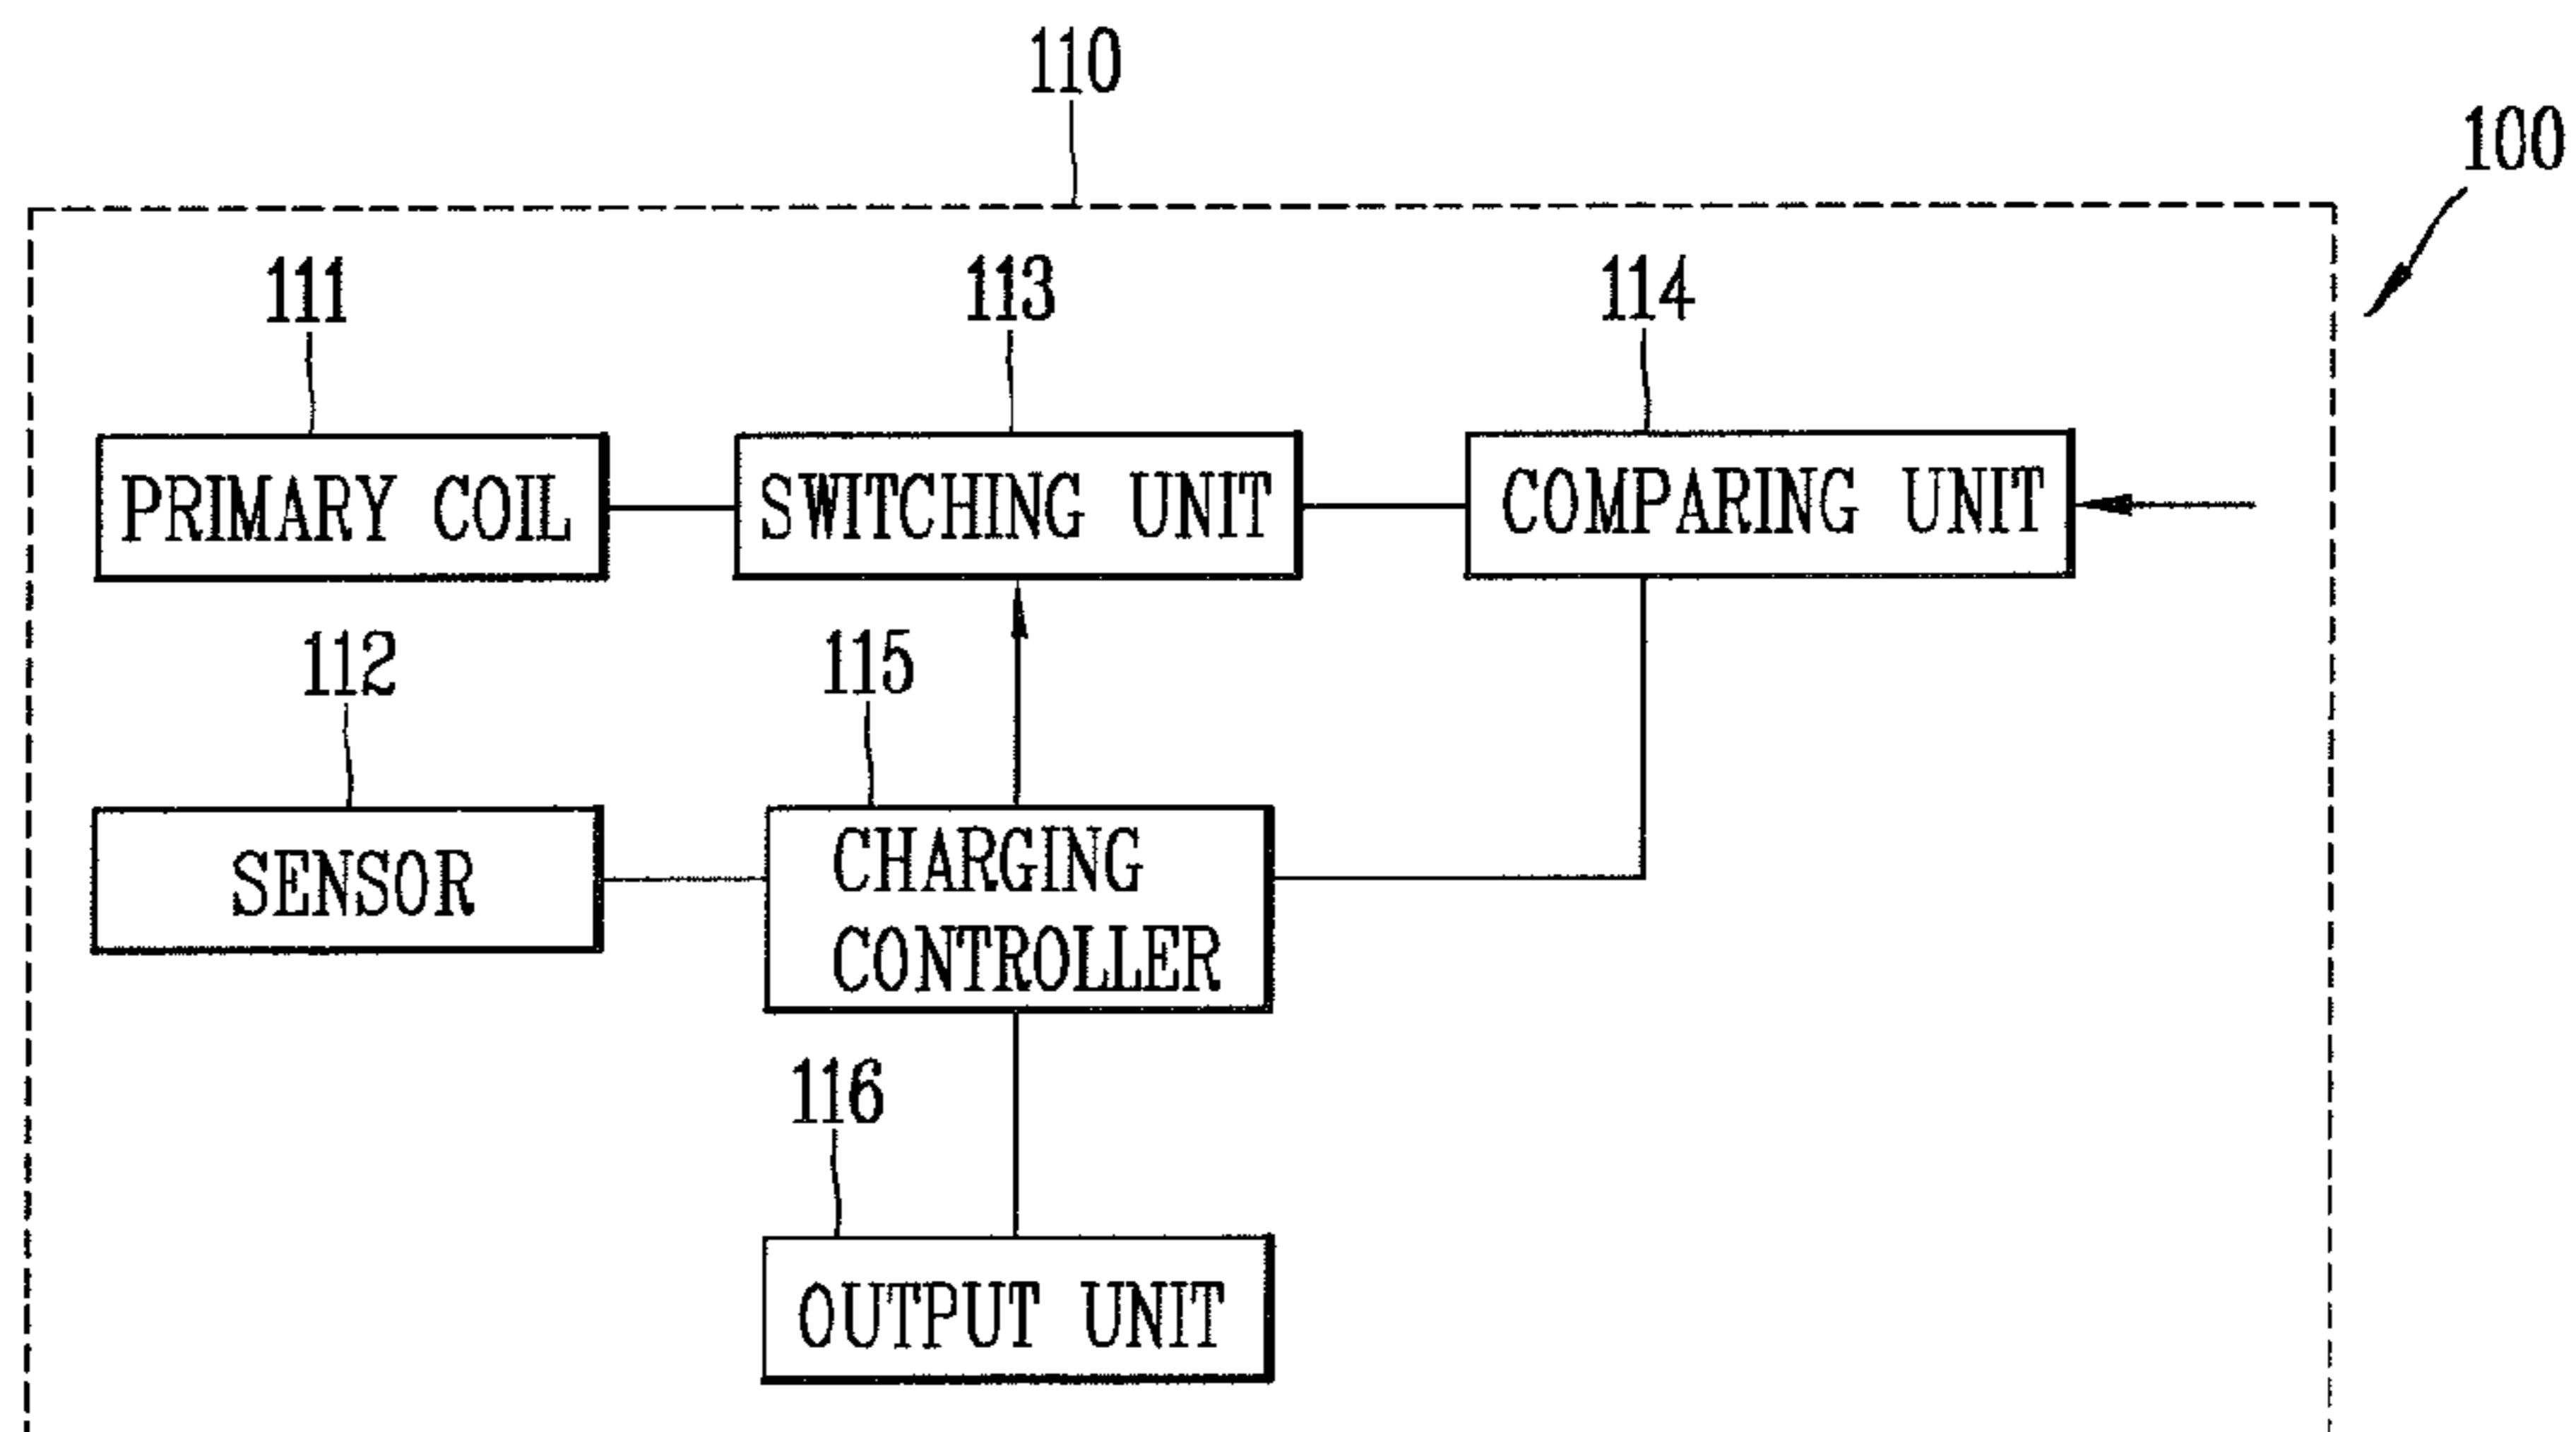 110
100
111
113
114
PRIMARY COIL
SWITCHING UNIT
COMPARING UNIT
112
115
SENSOR
CHARGING
CONTROLLER
116
OUTPUT UNIT